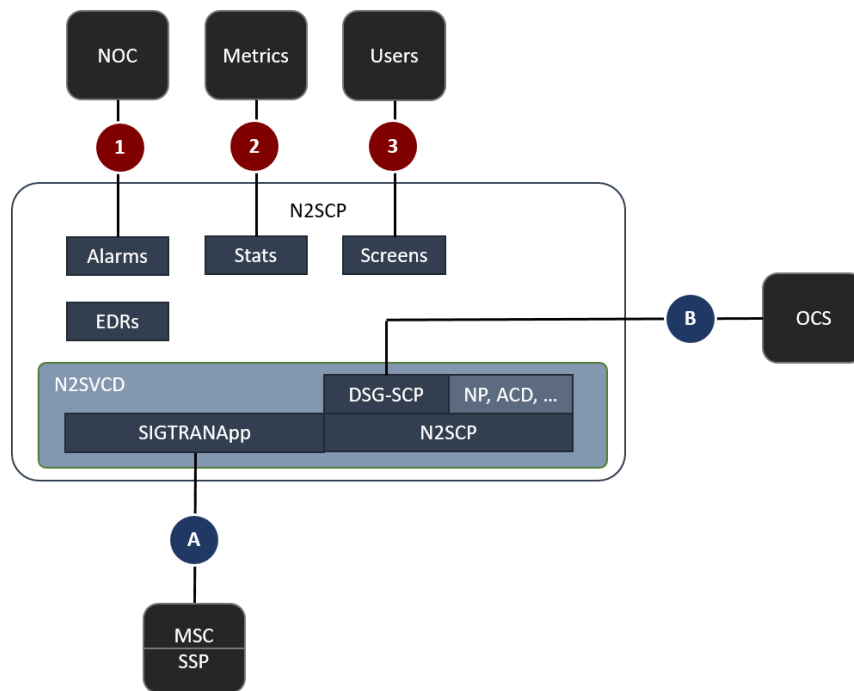 NOC
Metrics
Users
1
2
3
N2SCP
Alarms
Stats
Screens
EDRs
B
OCS
N2SVCD
DSG-SCP
NP, ACD, ...
SIGTRANApp
N2SCP
A
MSC
SSP